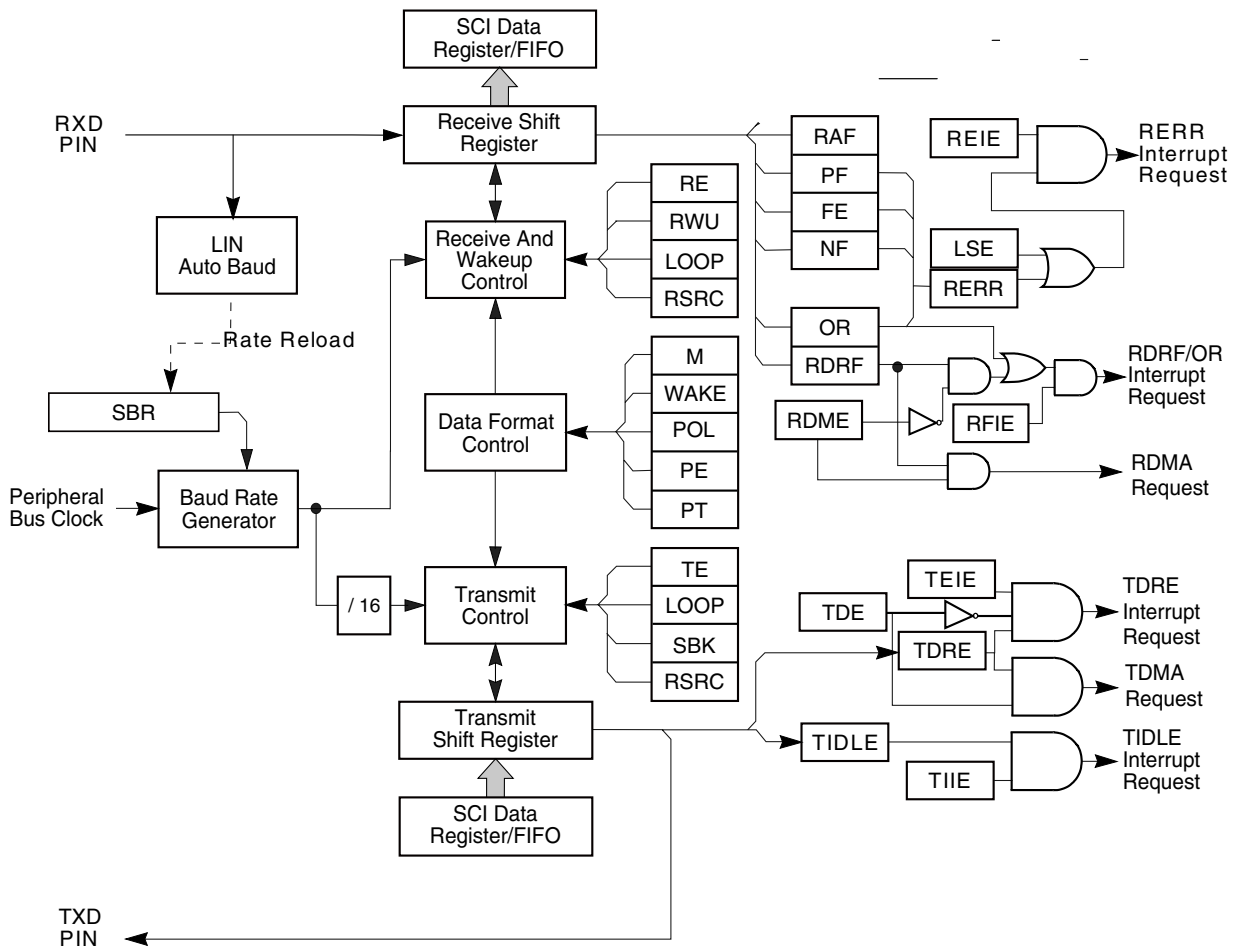 SCI Data
Register/FIFO
RXD
PIN
Receive Shift
Register
LIN
Auto Baud
Rate Reload
SBR
Peripheral
Bus Clock
Baud Rate
Generator
/ 16
Receive And
Wakeup
Control
RE
RWU
LOOP
RSRC
Data Format
Control
M
WAKE
POL
PE
PT
Transmit
Control
TE
LOOP
SBK
RSRC
Transmit
Shift Register
SCI Data
Register/FIFO
TXD
PIN
RAF
PF
FE
NF
OR
RDRF
REIE
LSE
RERR
RERR
Interrupt
Request
RDME
RFIE
RDRF/OR
Interrupt
Request
RDMA
Request
TEIE
TDE
TDRE
TDRE
Interrupt
Request
TDMA
Request
TIDLE
TIIE
TIDLE
Interrupt
Request